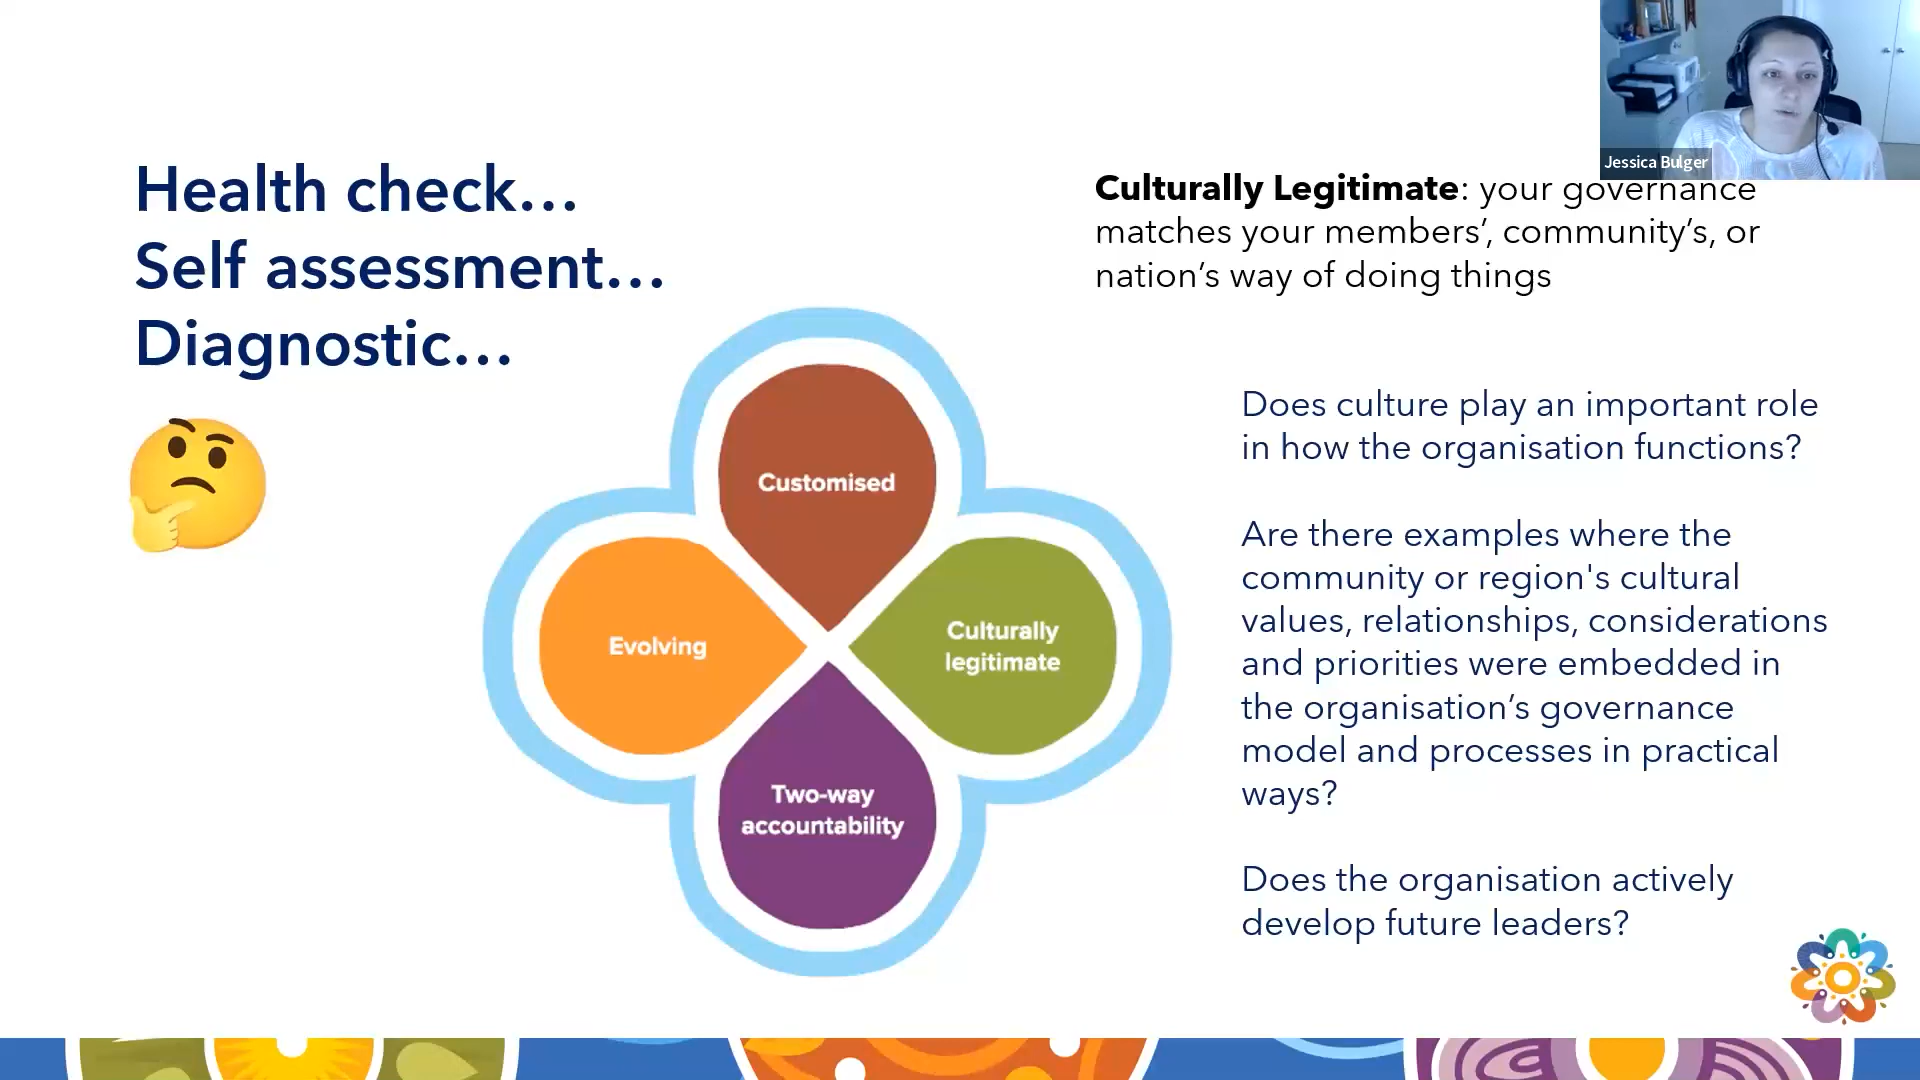 Health check…
Self assessment…
Diagnostic…
Jessica Bulger
Culturally Legitimate: your governance
matches your members’, community’s, or
nation’s way of doing things
Customised
Evolving
Culturally
legitimate
Two-way
accountability
Does culture play an important role
in how the organisation functions?
Are there examples where the
community or region's cultural
values, relationships, considerations
and priorities were embedded in
the organisation’s governance
model and processes in practical
ways?
Does the organisation actively
develop future leaders?